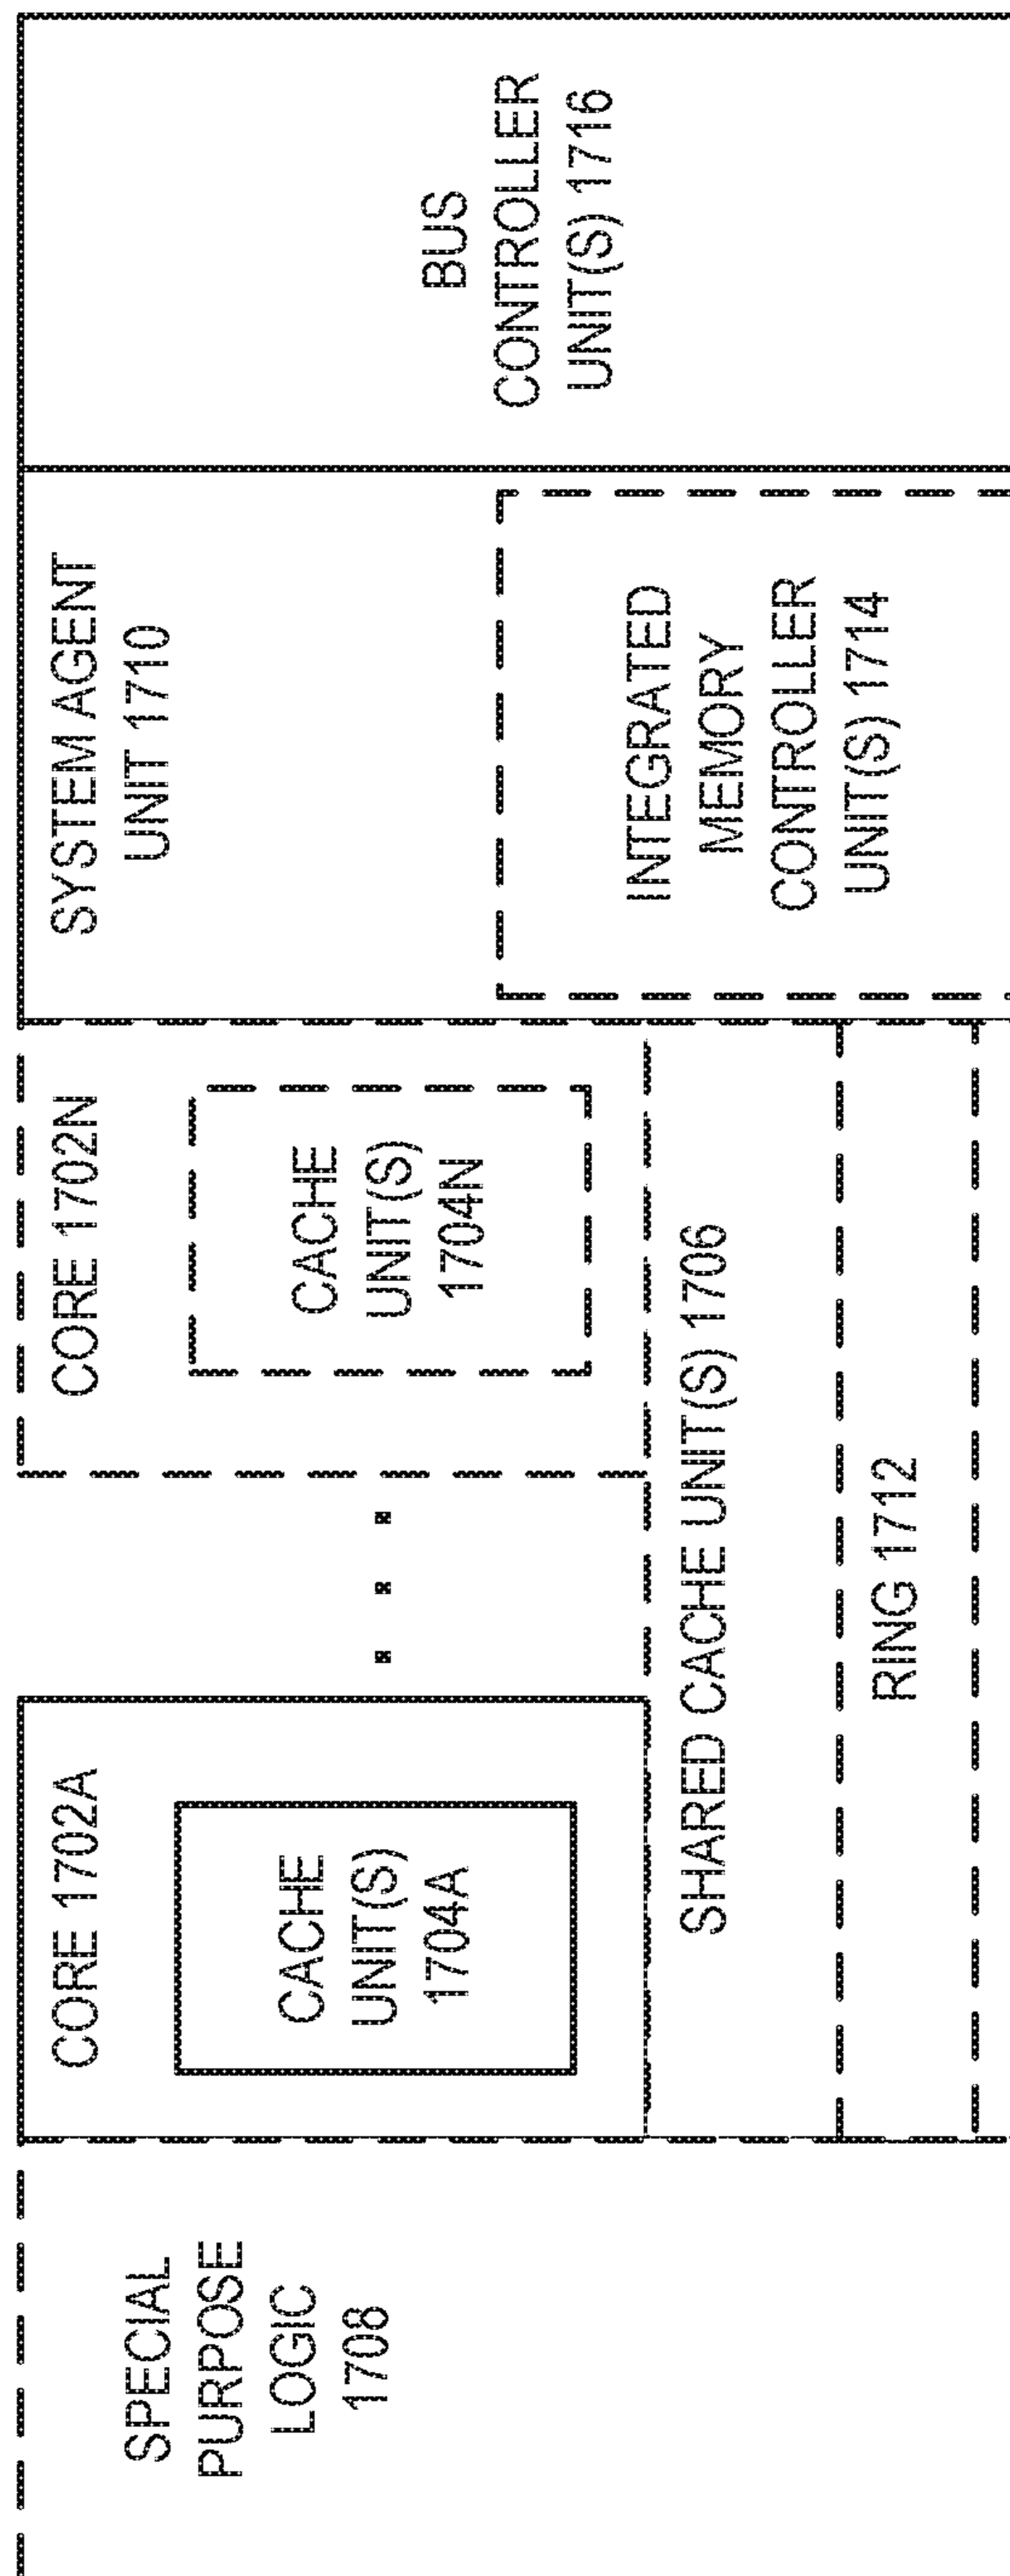 SPECIAL
PURPOSE
LOGIC
1708
CORE 1702A
CACHE
UNIT(S)
1704A
CORE 1702N
CACHE
UNIT(S)
1704N
SHARED CACHE UNIT(S) 1706
RING 1712
SYSTEM AGENT
UNIT 1710
INTEGRATED
MEMORY
CONTROLLER
UNIT(S) 1714
BUS
CONTROLLER
UNIT(S) 1716